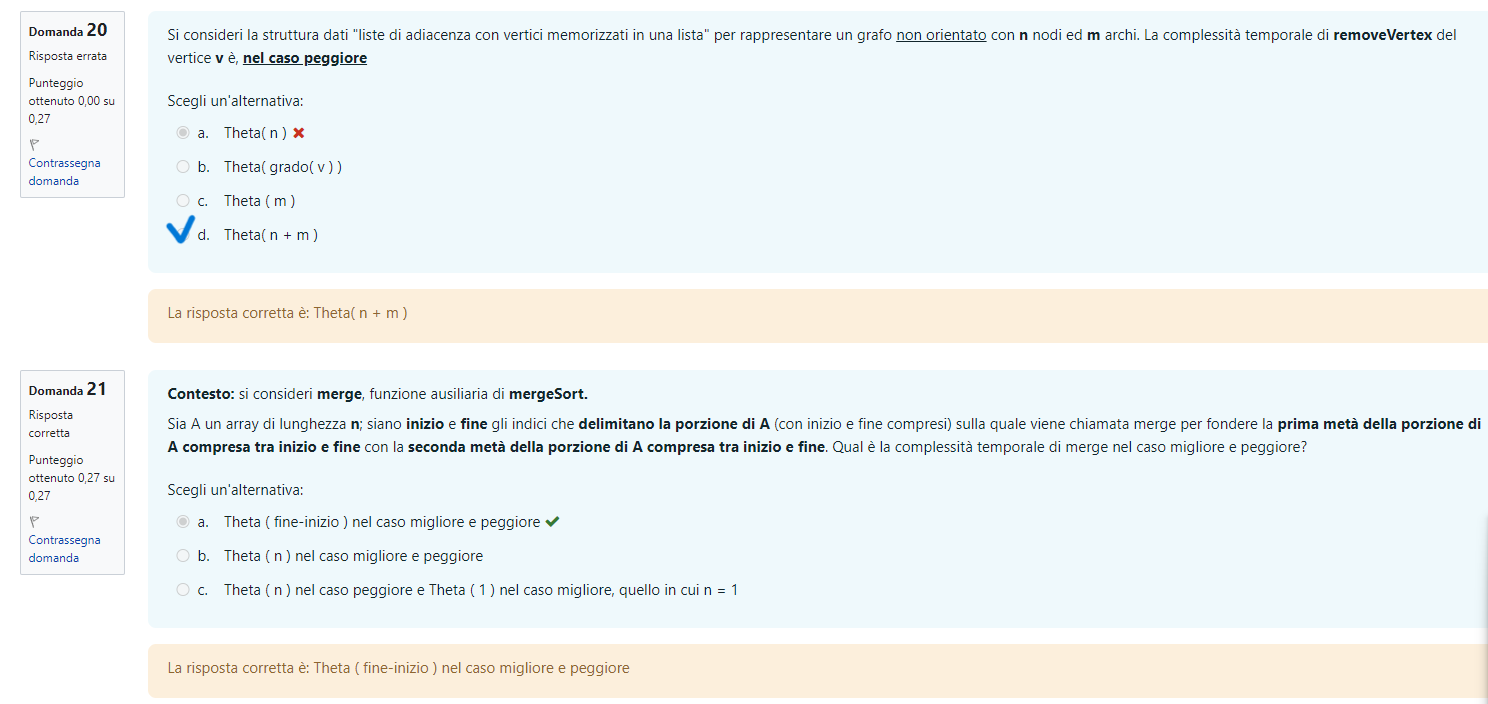 Domanda 20
Risposta errata
Punteggio
ottenuto 0,00 su
0,27
Contrassegna
domanda
Si consideri la struttura dati "liste di adiacenza con vertici memorizzati in una lista" per rappresentare un grafo non orientato con n nodi ed m archi. La complessità temporale di removeVertex del
vertice v è, nel caso peggiore
Scegli un'alternativa:
a. Theta( n )
b. Theta( grado( v ) )
c. Theta ( m )
d. Theta( n + m )
La risposta corretta è: Theta( n + m )
Domanda 21
Risposta
corretta
Punteggio
ottenuto 0,27 su
0,27
Contrassegna
domanda
Contesto: si consideri merge, funzione ausiliaria di mergeSort.
Sia A un array di lunghezza n; siano inizio e fine gli indici che delimitano la porzione di A (con inizio e fine compresi) sulla quale viene chiamata merge per fondere la prima metà della porzione di
A compresa tra inizio e fine con la seconda metà della porzione di A compresa tra inizio e fine. Qual è la complessità temporale di merge nel caso migliore e peggiore?
Scegli un'alternativa:
a. Theta ( fine-inizio ) nel caso migliore e peggiore
b. Theta ( n ) nel caso migliore e peggiore
c. Theta ( n ) nel caso peggiore e Theta ( 1 ) nel caso migliore, quello in cui n = 1
La risposta corretta è: Theta ( fine-inizio ) nel caso migliore e peggiore